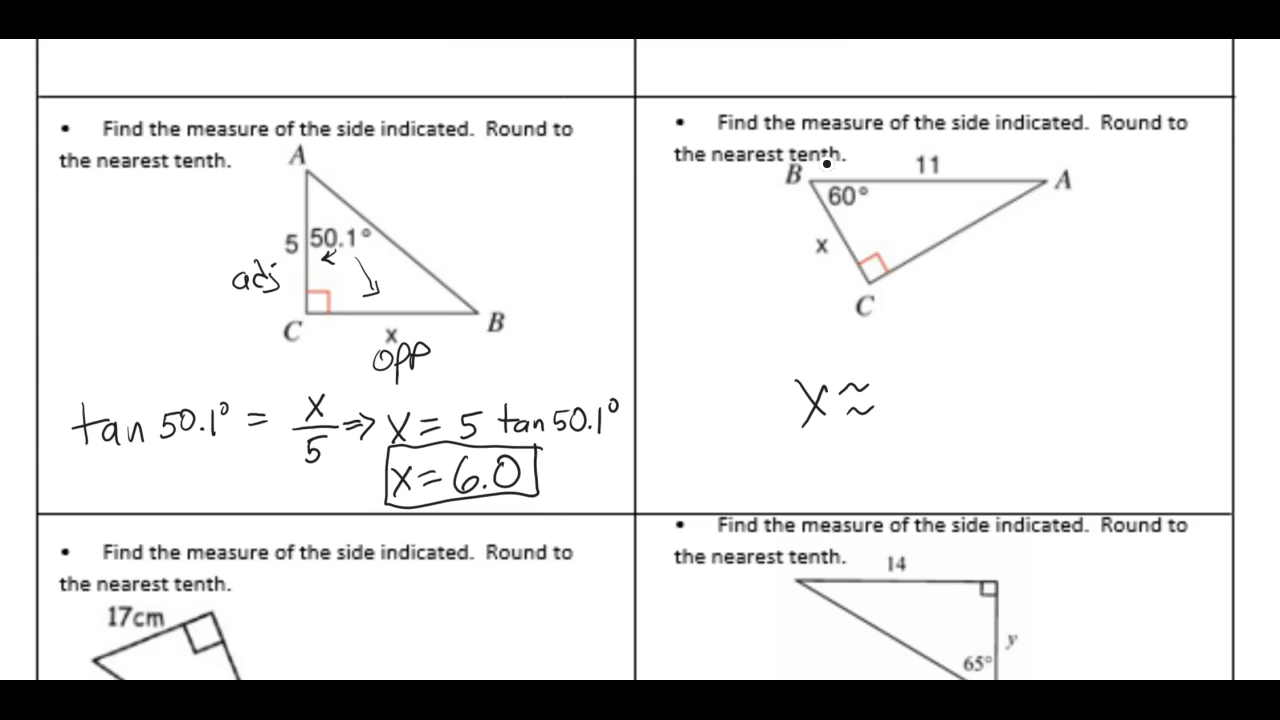 • Find the measure of the side indicated. Round to
the nearest tenth.
A
5 50.1°
adj
C
B
x
opp
tan 50.1° = x/5 ⇒ x = 5 tan 50.1°
x = 6.0
• Find the measure of the side indicated. Round to
the nearest tenth.
11
B
A
60°
x
C
x ≈
• Find the measure of the side indicated. Round to
the nearest tenth.
17cm
• Find the measure of the side indicated. Round to
the nearest tenth.
14
y
65°